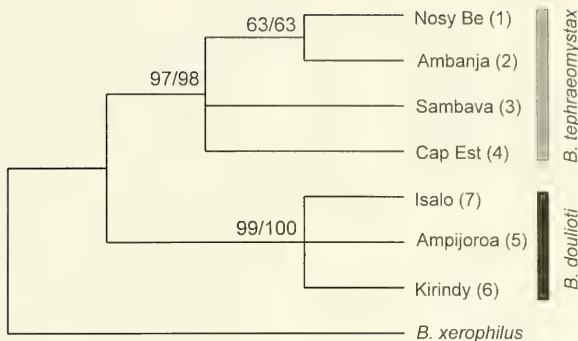 63/63
Nosy Be (1)
Ambanja (2)
97/98
Sambava (3)
Cap Est (4)
B. tephraeomystax
Isalo (7)
99/100
Ampijoroa (5)
Kirindy (6)
B. doulioti
B. xerophilus